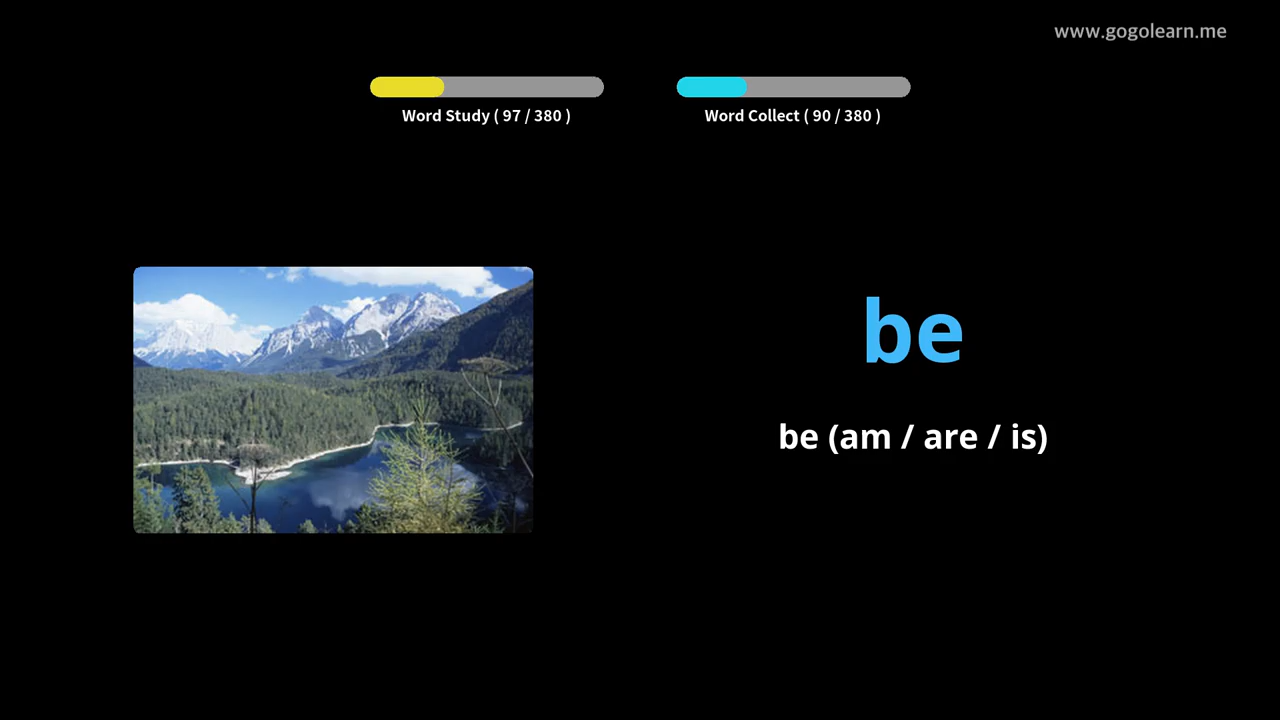 www.gogolearn.me
Word Study ( 97 / 380 )
Word Collect ( 90 / 380 )
be
be (am / are / is)